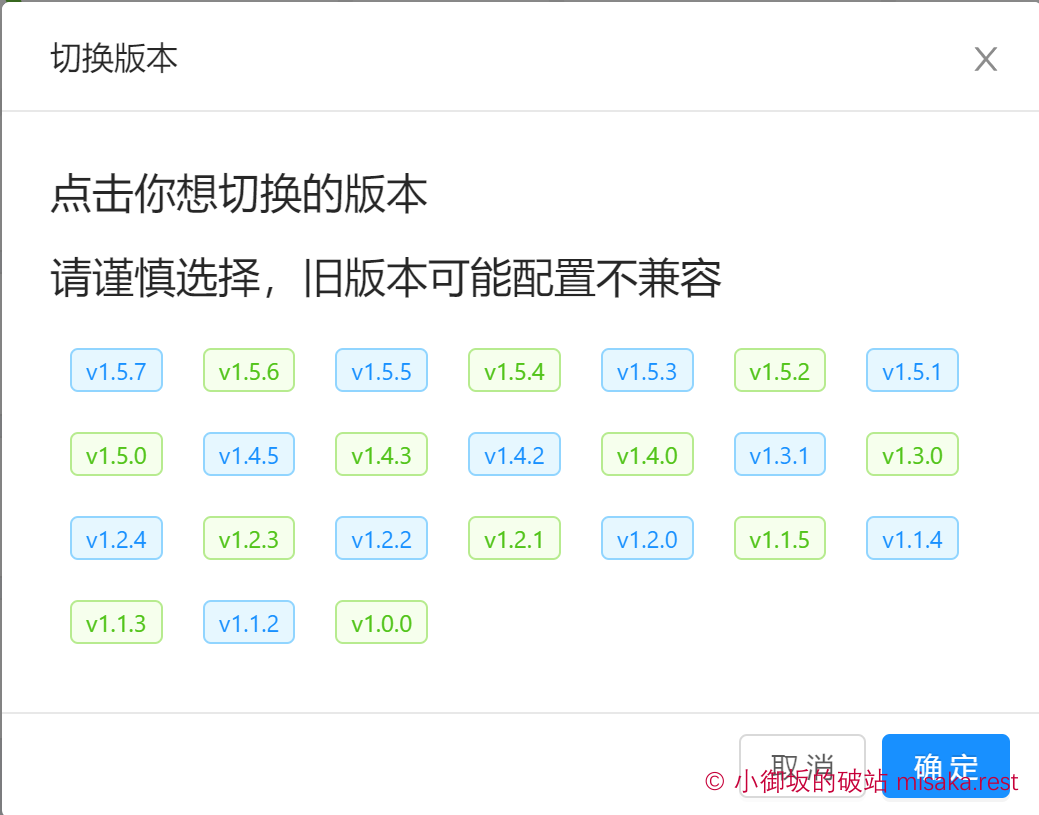 切换版本
点击你想切换的版本
请谨慎选择，旧版本可能配置不兼容
v1.5.7 v1.5.6 v1.5.5 v1.5.4 v1.5.3 v1.5.2 v1.5.1
v1.5.0 v1.4.5 v1.4.3 v1.4.2 v1.4.0 v1.3.1 v1.3.0
v1.2.4 v1.2.3 v1.2.2 v1.2.1 v1.2.0 v1.1.5 v1.1.4
v1.1.3 v1.1.2 v1.0.0
取消 确定
© 小御坂的破站 misaka.rest